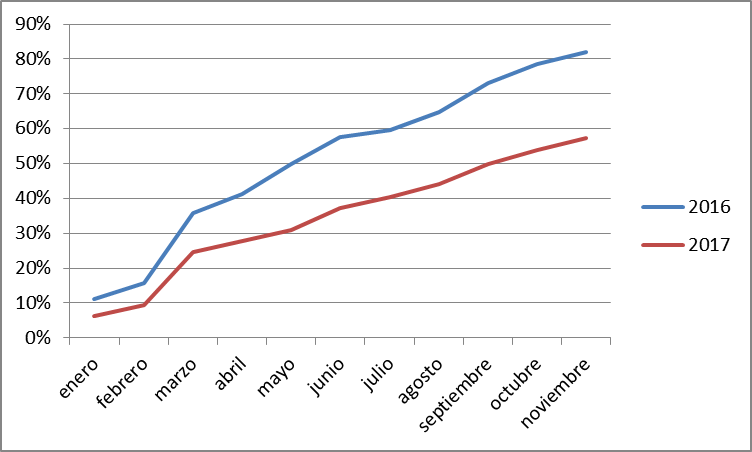 90%
80%
70%
60%
50%
40%
30%
20%
10%
0%
enero
febrero
marzo
abril
mayo
junio
julio
agosto
septiembre
octubre
noviembre
2016
2017